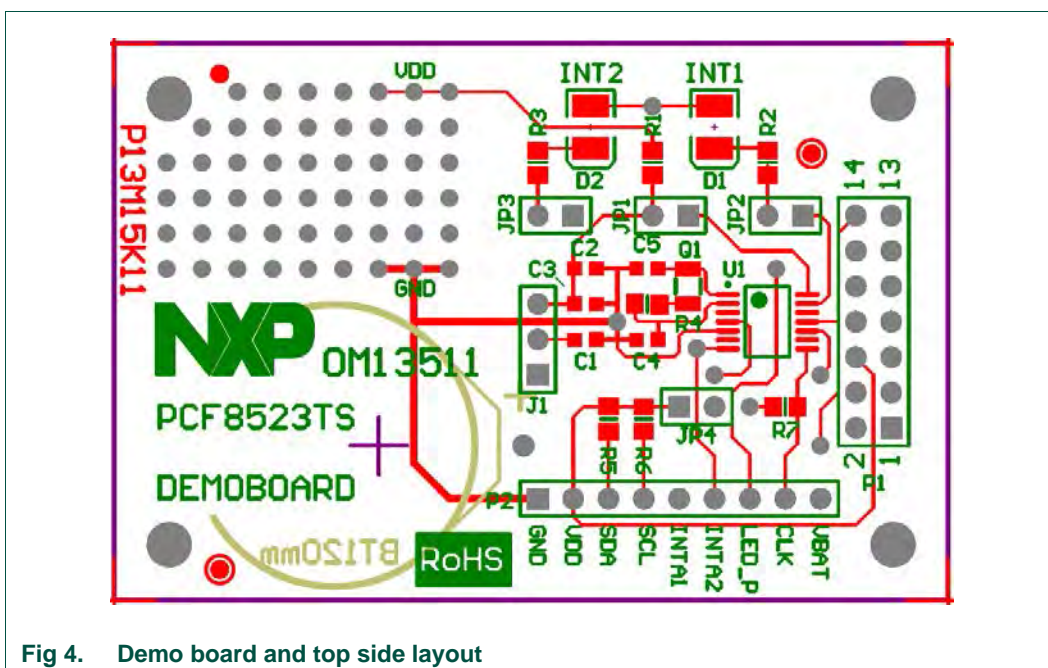 VDD
INT2
INT1
R3
R1
R2
P13M15K11
D2
D1
14
13
JP3
JP1
JP2
C2
C5
Q1
C3
U1
GND
R4
NXP
OM13511
C1
C4
J1
PCF8523TS
JP4
R7
R5
R6
2
1
P1
DEMOBOARD
P2
GND
VDD
SDA
SCL
INTA1
INTA2
LED_P
CLK
VBAT
BT120mm
RoHS
Fig 4. Demo board and top side layout